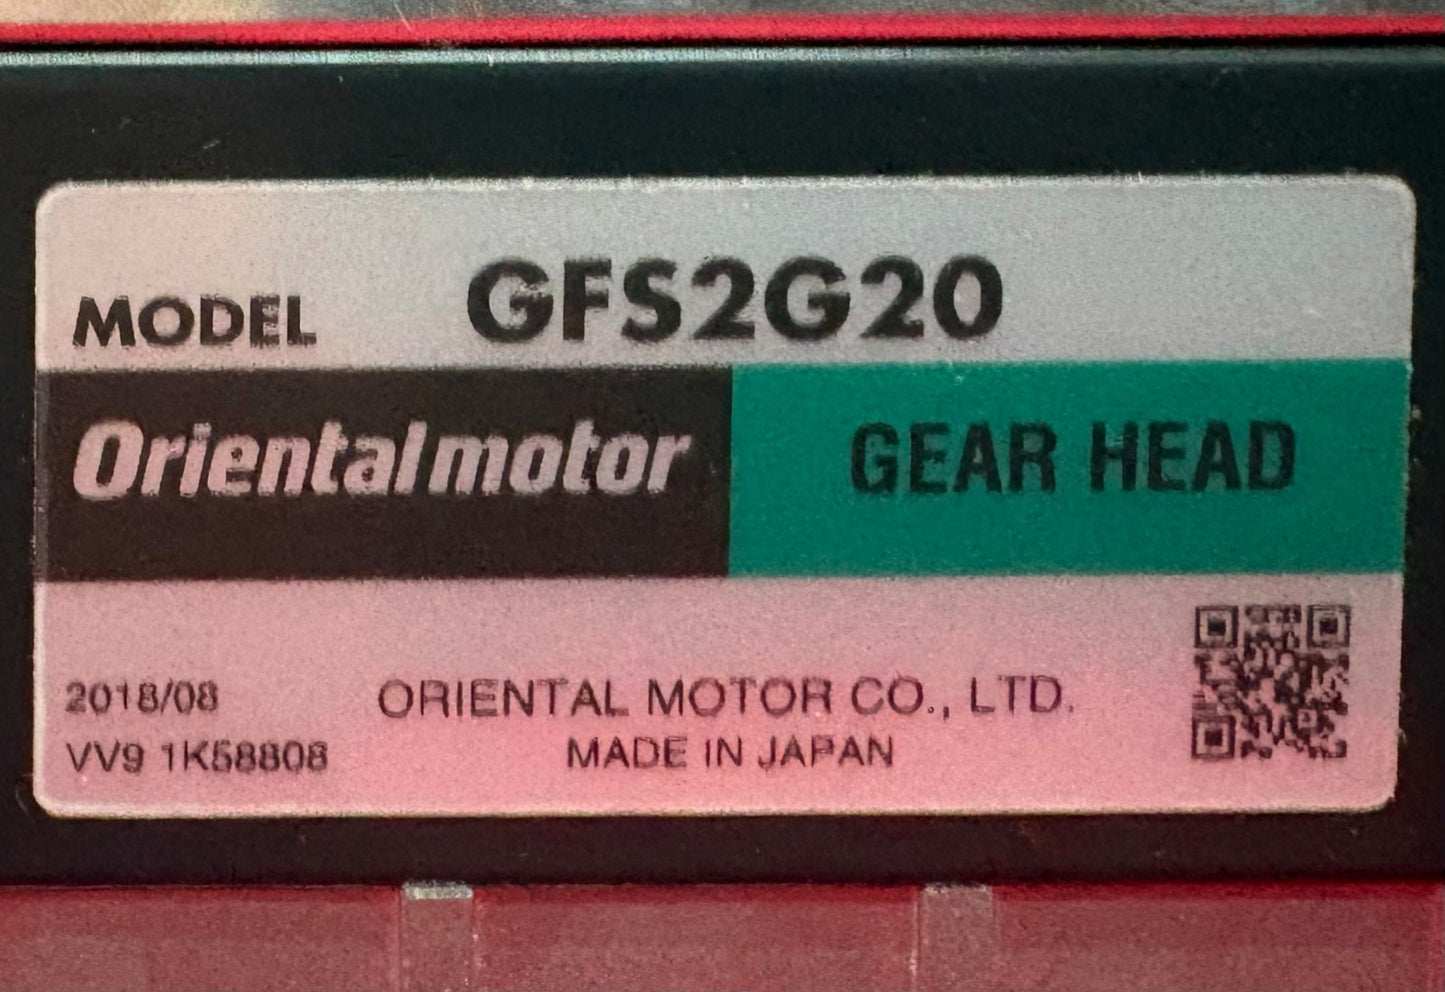 MODEL GFS2G20
Orientalmotor GEAR HEAD
2018/08 ORIENTAL MOTOR CO., LTD.
VV9 1K58808 MADE IN JAPAN